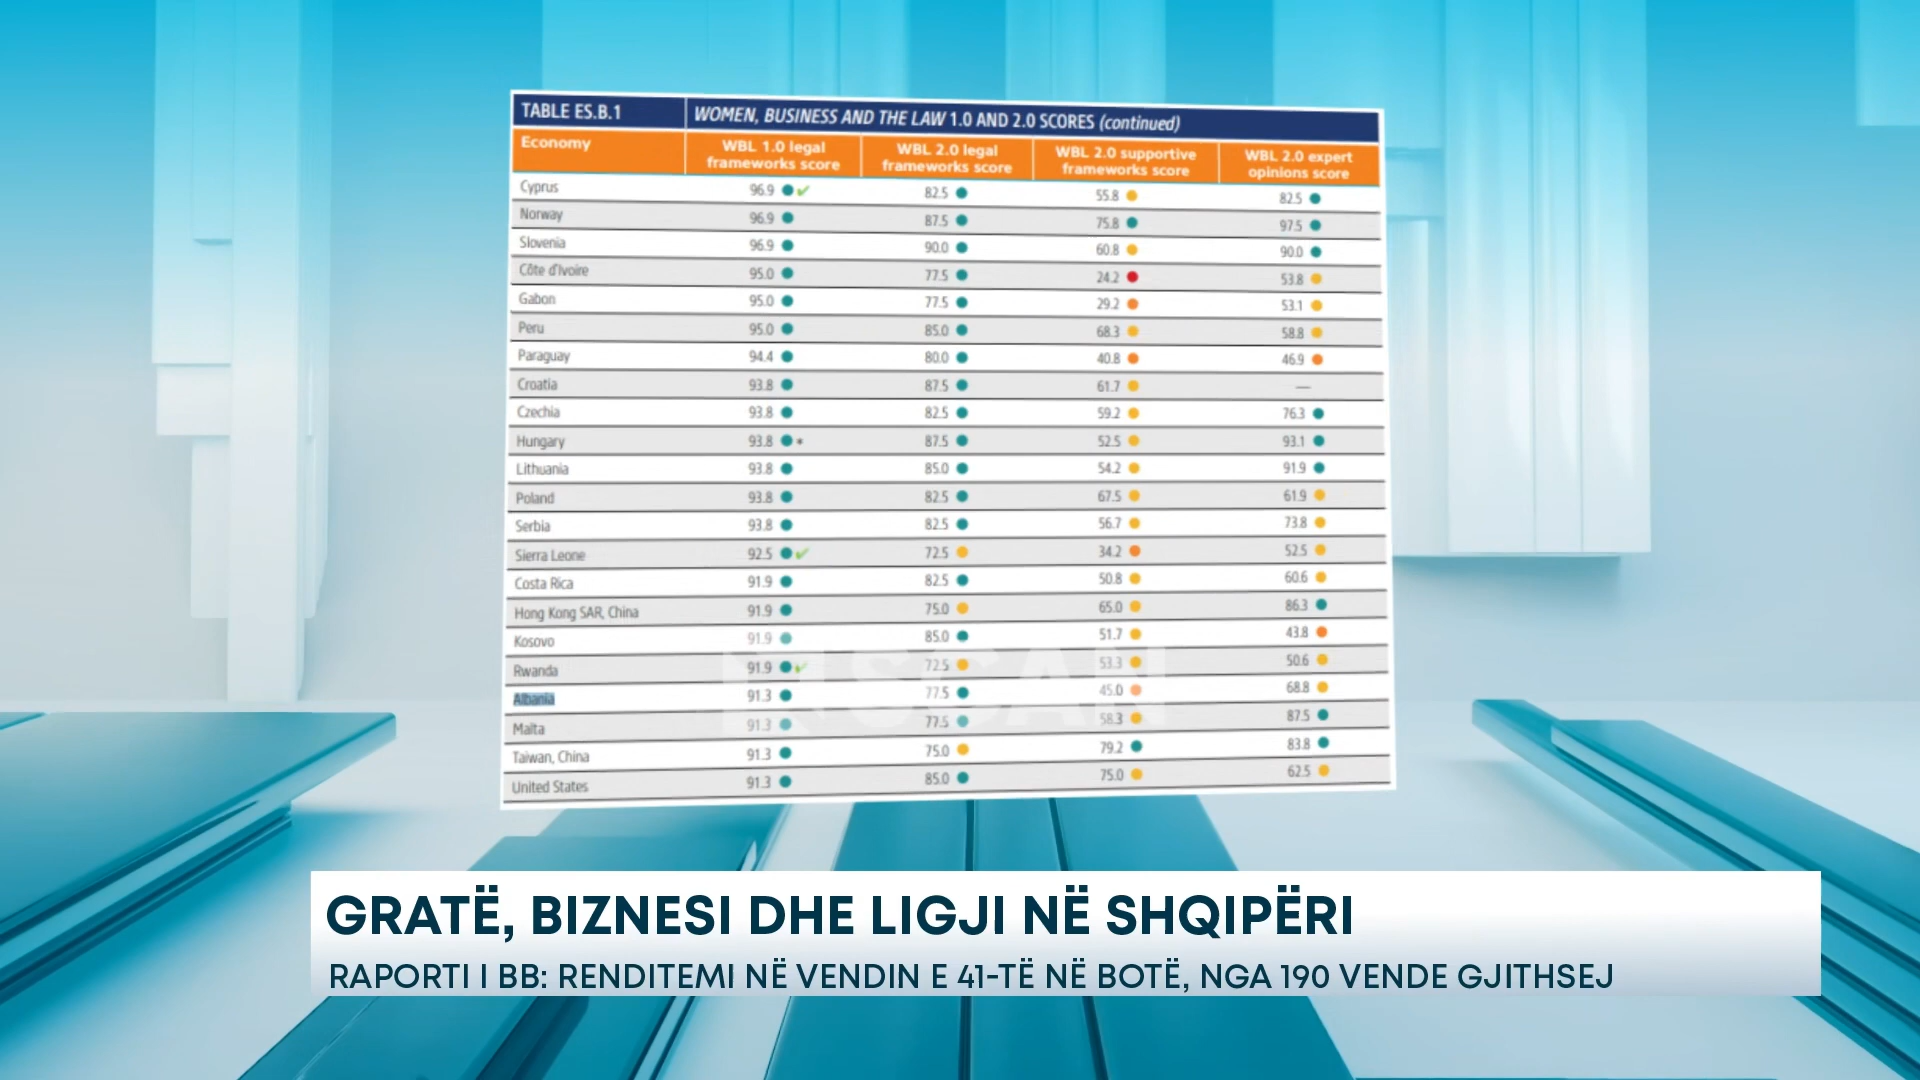 TABLE ES.B.1 WOMEN, BUSINESS AND THE LAW 1.0 AND 2.0 SCORES (continued)
Economy WBL 1.0 legal frameworks score WBL 2.0 legal frameworks score WBL 2.0 supportive frameworks score WBL 2.0 expert opinions score
Cyprus 96.9 ✔ 82.5 55.8 82.5
Norway 96.9 87.5 75.8 97.5
Slovenia 96.9 90.0 60.8 90.0
Côte d'Ivoire 95.0 77.5 24.2 53.8
Gabon 95.0 77.5 29.2 53.1
Peru 95.0 85.0 68.3 58.8
Paraguay 94.4 80.0 40.8 46.9
Croatia 93.8 87.5 61.7 —
Czechia 93.8 82.5 59.2 76.3
Hungary 93.8 * 87.5 52.5 93.1
Lithuania 93.8 85.0 54.2 91.9
Poland 93.8 82.5 67.5 61.9
Serbia 93.8 82.5 56.7 73.8
Sierra Leone 92.5 ✔ 72.5 34.2 52.5
Costa Rica 91.9 82.5 50.8 60.6
Hong Kong SAR, China 91.9 75.0 65.0 86.3
Kosovo 91.9 85.0 51.7 43.8
Rwanda 91.9 ✔ 72.5 53.3 50.6
Albania 91.3 77.5 45.0 68.8
Malta 91.3 77.5 58.3 87.5
Taiwan, China 91.3 75.0 79.2 83.8
United States 91.3 85.0 75.0 62.5
SCAN
GRATË, BIZNESI DHE LIGJI NË SHQIPËRI
RAPORTI I BB: RENDITEMI NË VENDIN E 41-TË NË BOTË, NGA 190 VENDE GJITHSEJ